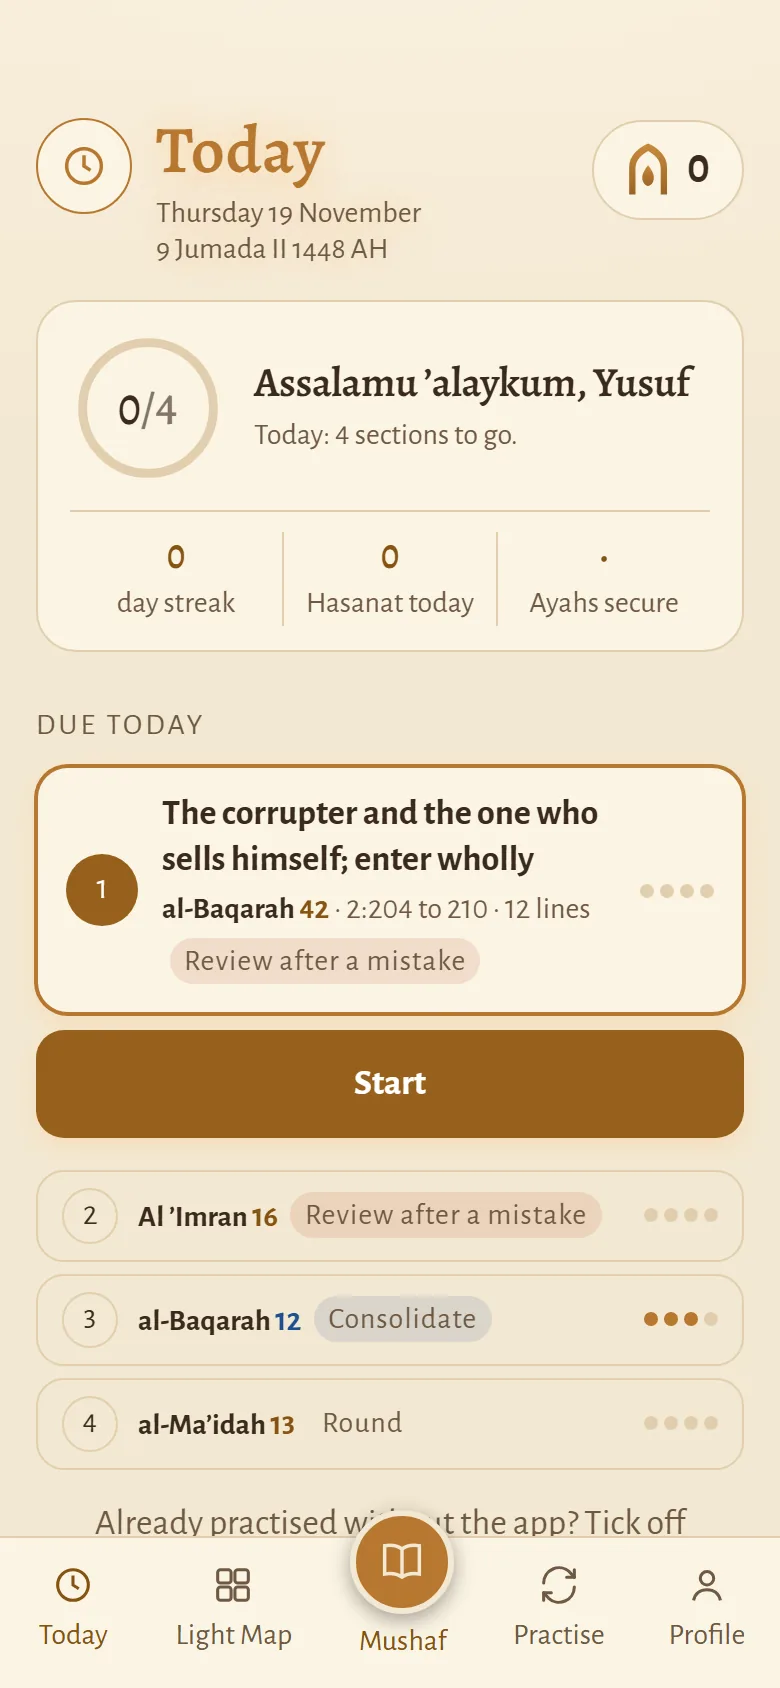 Today
Thursday 19 November
9 Jumada II 1448 AH
0
0/4
Assalamu ’alaykum, Yusuf
Today: 4 sections to go.
0
day streak
0
Hasanat today
·
Ayahs secure
DUE TODAY
1
The corrupter and the one who
sells himself; enter wholly
al-Baqarah 42 · 2:204 to 210 · 12 lines
Review after a mistake
Start
2 Al ’Imran 16 Review after a mistake
3 al-Baqarah 12 Consolidate
4 al-Ma’idah 13 Round
Already practised the app? Tick off
Today
Light Map
Mushaf
Practise
Profile